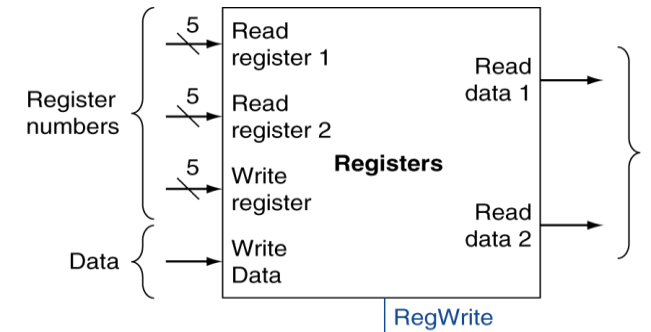 5
Read
register 1
5
Read
register 2
5
Write
register
Write
Data
Register
numbers
Data
Registers
Read
data 1
Read
data 2
RegWrite